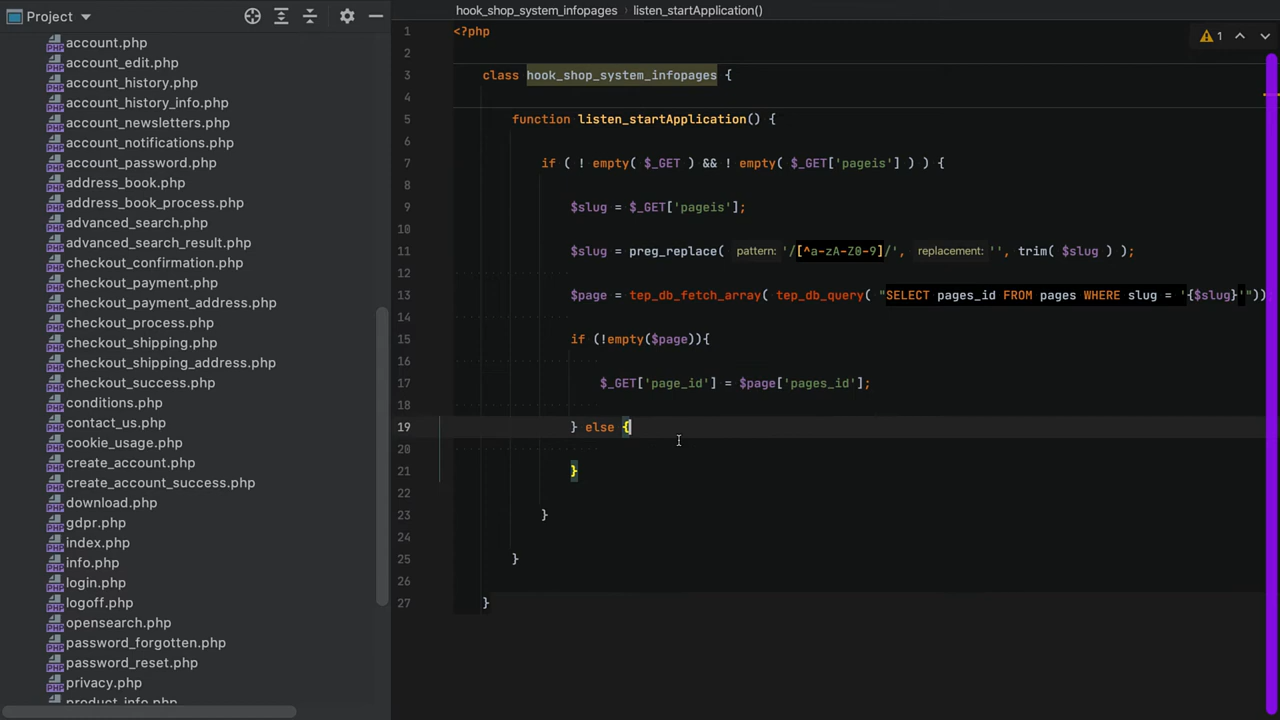 Project
account.php
account_edit.php
account_history.php
account_history_info.php
account_newsletters.php
account_notifications.php
account_password.php
address_book.php
address_book_process.php
advanced_search.php
advanced_search_result.php
checkout_confirmation.php
checkout_payment.php
checkout_payment_address.php
checkout_process.php
checkout_shipping.php
checkout_shipping_address.php
checkout_success.php
conditions.php
contact_us.php
cookie_usage.php
create_account.php
create_account_success.php
download.php
gdpr.php
index.php
info.php
login.php
logoff.php
opensearch.php
password_forgotten.php
password_reset.php
privacy.php
product_info.php
hook_shop_system_infopages listen_startApplication()
1
1 <?php
2
3 class hook_shop_system_infopages {
4
5 function listen_startApplication() {
6
7 if ( ! empty( $_GET ) && ! empty( $_GET['pageis'] ) ) {
8
9 $slug = $_GET['pageis'];
10
11 $slug = preg_replace( pattern: '/[^a-zA-Z0-9]/', replacement: '', trim( $slug ) );
12
13 $page = tep_db_fetch_array( tep_db_query( "SELECT pages_id FROM pages WHERE slug = '{$slug}'"));
14
15 if (!empty($page)){
16
17 $_GET['page_id'] = $page['pages_id'];
18
19 } else {
20
21 }
22
23 }
24
25 }
26
27 }